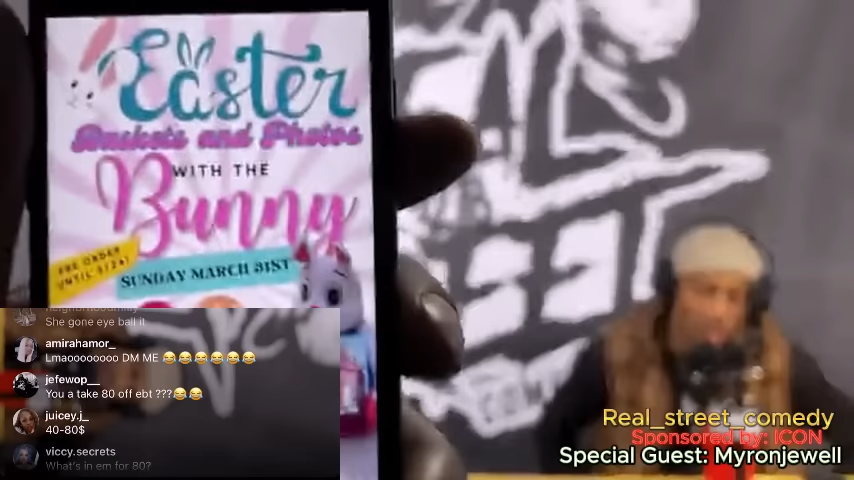 Easter
Baskets and Photos
WITH THE
Bunny
PRE ORDER
UNTIL 3/24!
SUNDAY MARCH 31ST
She gone eye ball it
amirahamor_
Lmaoooooooo DM ME 😂😂😂😂😂😂
jefewop__
You a take 80 off ebt ???😂😂
juicey.j_
40-80$
viccy.secrets
What's in em for 80?
Real_street_comedy
Sponsored by: ICON
Special Guest: Myronjewell